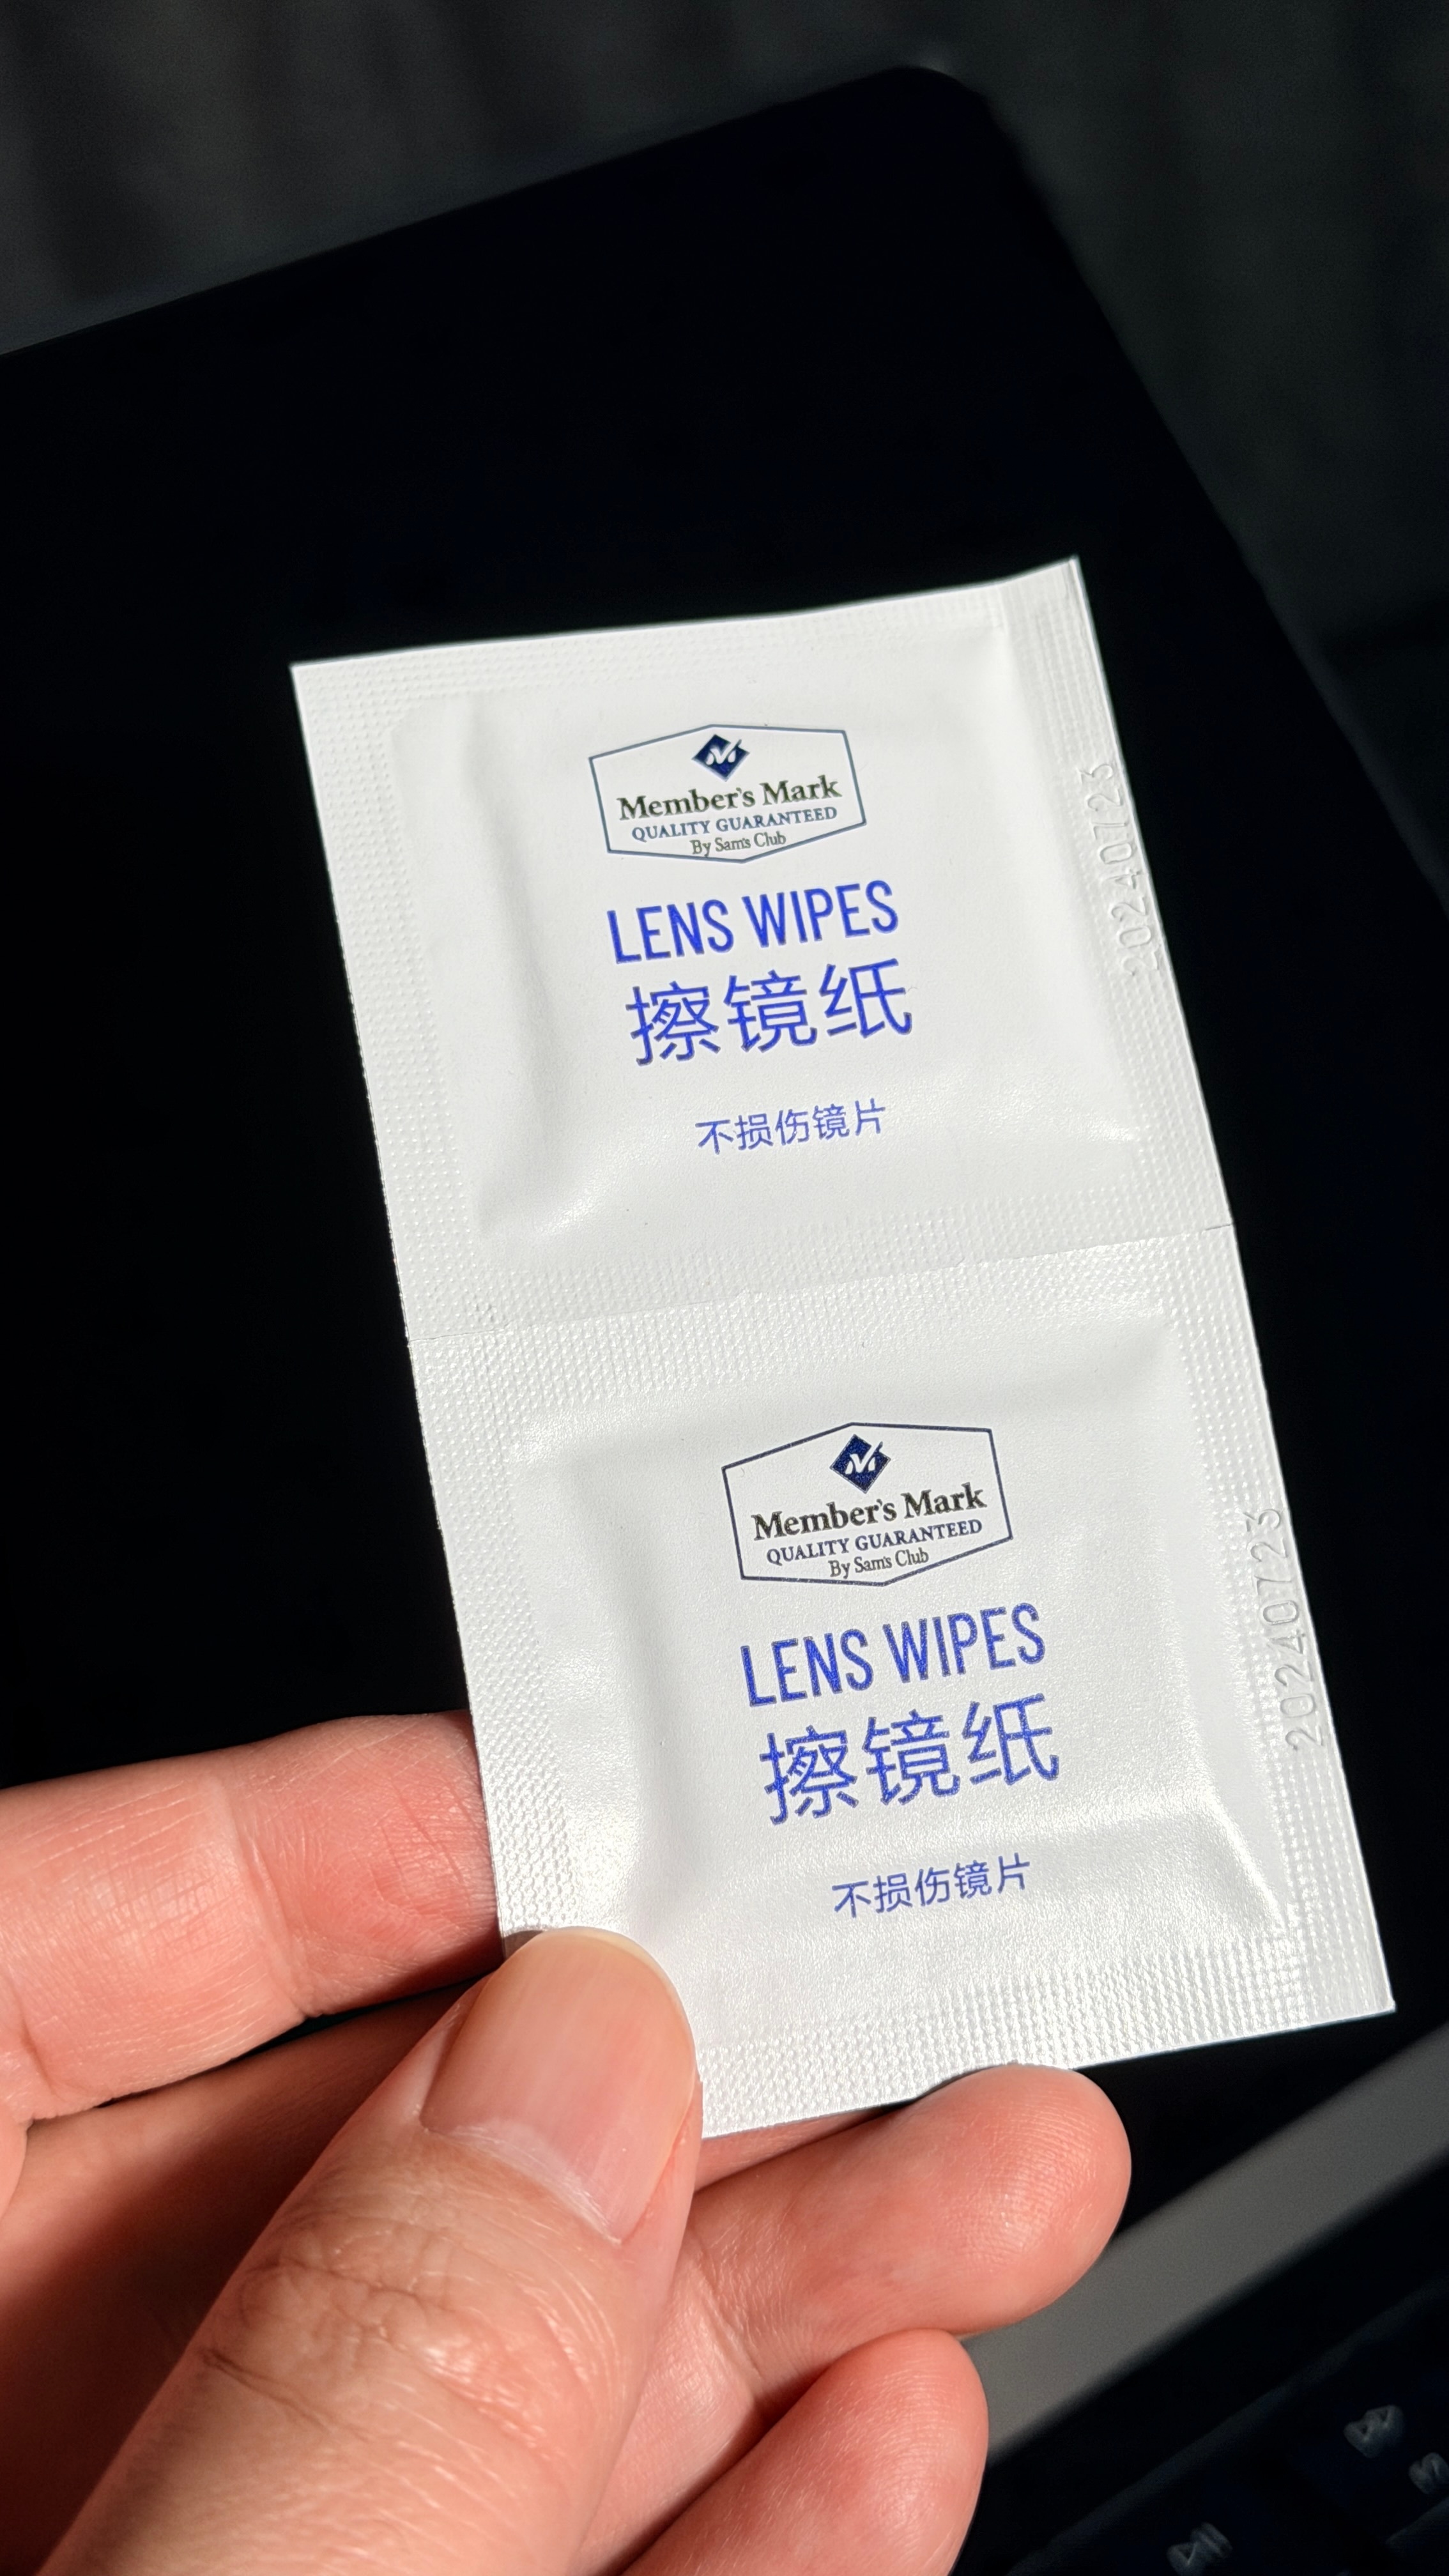 Member's Mark
QUALITY GUARANTEED
By Sam's Club
LENS WIPES
擦镜纸
不损伤镜片
20240723
Member's Mark
QUALITY GUARANTEED
By Sam's Club
LENS WIPES
擦镜纸
不损伤镜片
20240723